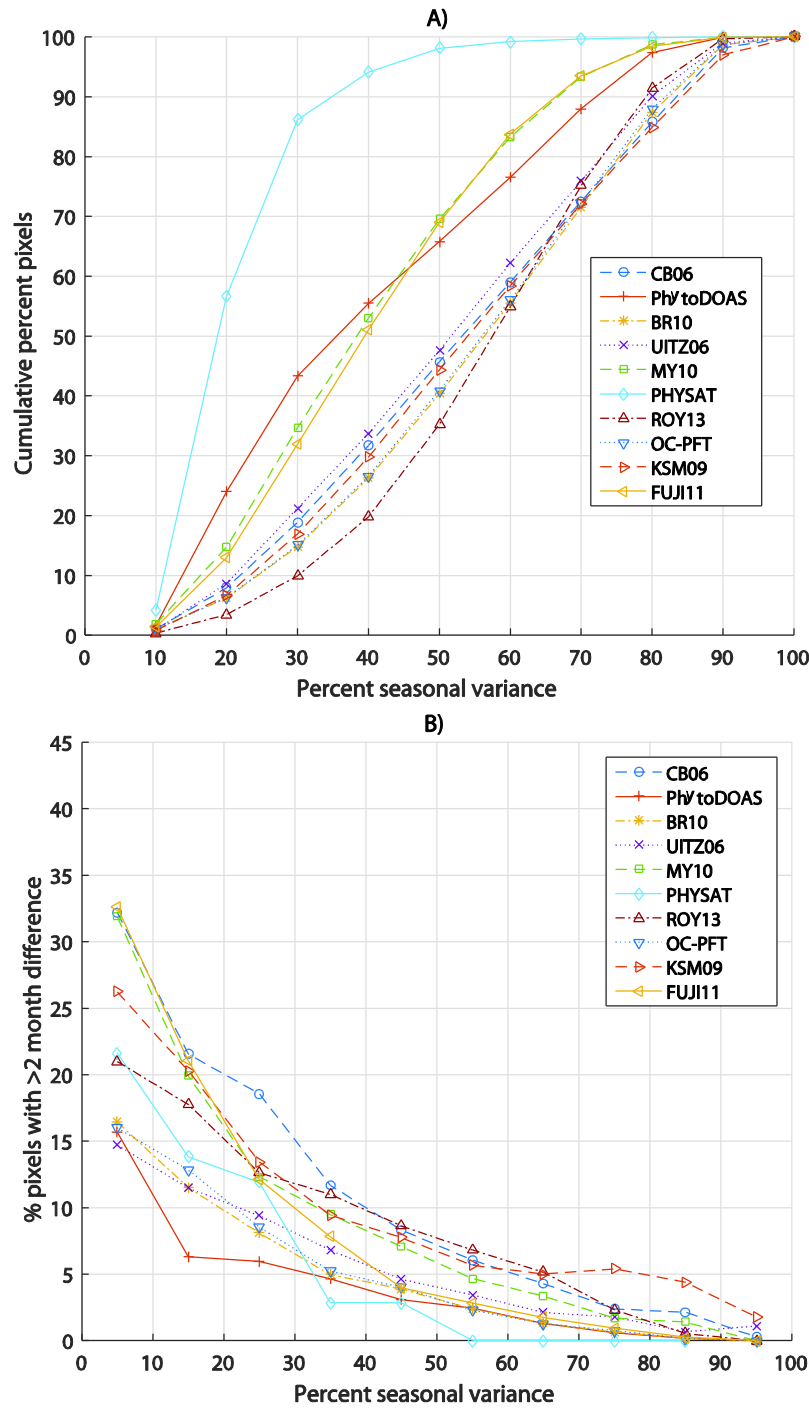 A)
100
90
80
70
60
50
40
30
20
10
0
Cumulative percent pixels
CB06
PhytoDOAS
BR10
UITZ06
MY10
PHYSAT
ROY13
OC-PFT
KSM09
FUJI11
0 10 20 30 40 50 60 70 80 90 100
Percent seasonal variance
B)
45
40
35
30
25
20
15
10
5
0
% pixels with >2 month difference
CB06
PhytoDOAS
BR10
UITZ06
MY10
PHYSAT
ROY13
OC-PFT
KSM09
FUJI11
0 10 20 30 40 50 60 70 80 90 100
Percent seasonal variance